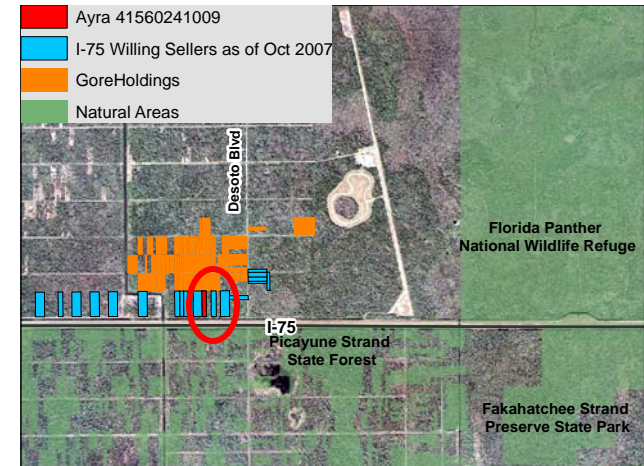 Ayra 41560241009
I-75 Willing Sellers as of Oct 2007
GoreHoldings
Natural Areas
Desoto Blvd
Florida Panther
National Wildlife Refuge
I-75
Picayune Strand
State Forest
Fakahatchee Strand
Preserve State Park